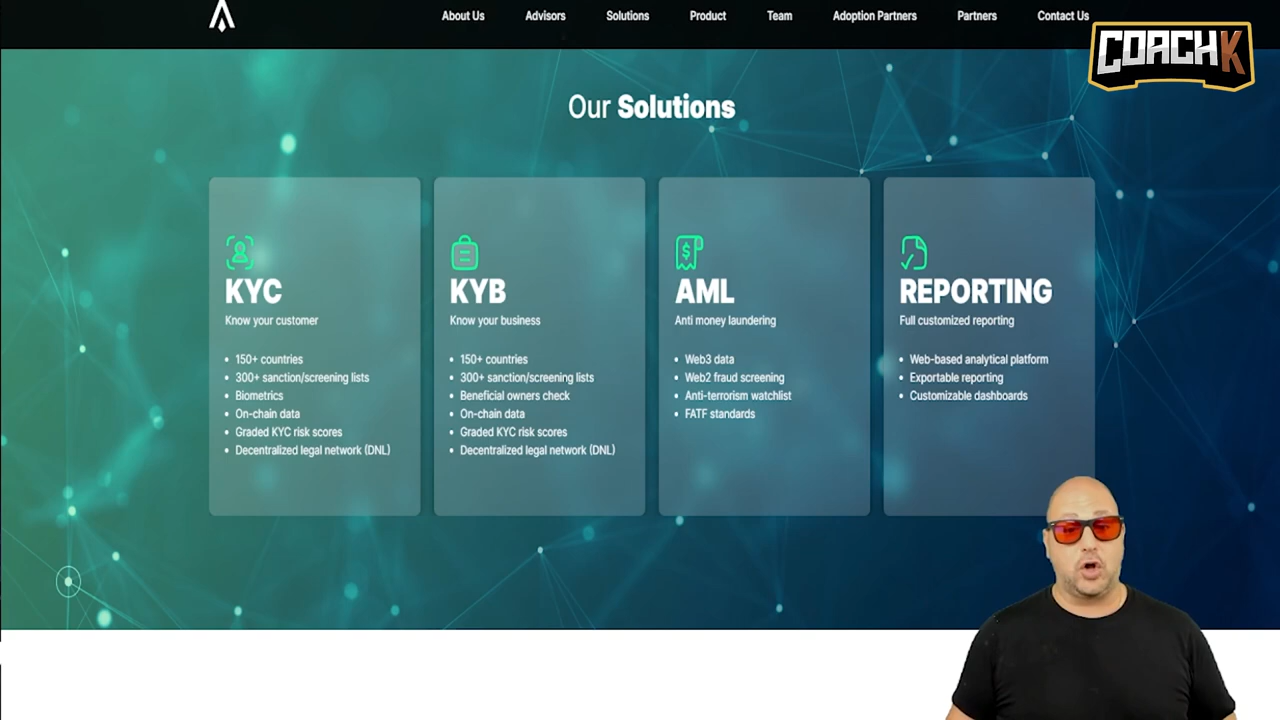 About Us Advisors Solutions Product Team Adoption Partners Partners Contact Us
COACHK
Our Solutions
KYC
Know your customer
• 150+ countries
• 300+ sanction/screening lists
• Biometrics
• On-chain data
• Graded KYC risk scores
• Decentralized legal network (DNL)
KYB
Know your business
• 150+ countries
• 300+ sanction/screening lists
• Beneficial owners check
• On-chain data
• Graded KYC risk scores
• Decentralized legal network (DNL)
AML
Anti money laundering
• Web3 data
• Web2 fraud screening
• Anti-terrorism watchlist
• FATF standards
REPORTING
Full customized reporting
• Web-based analytical platform
• Exportable reporting
• Customizable dashboards